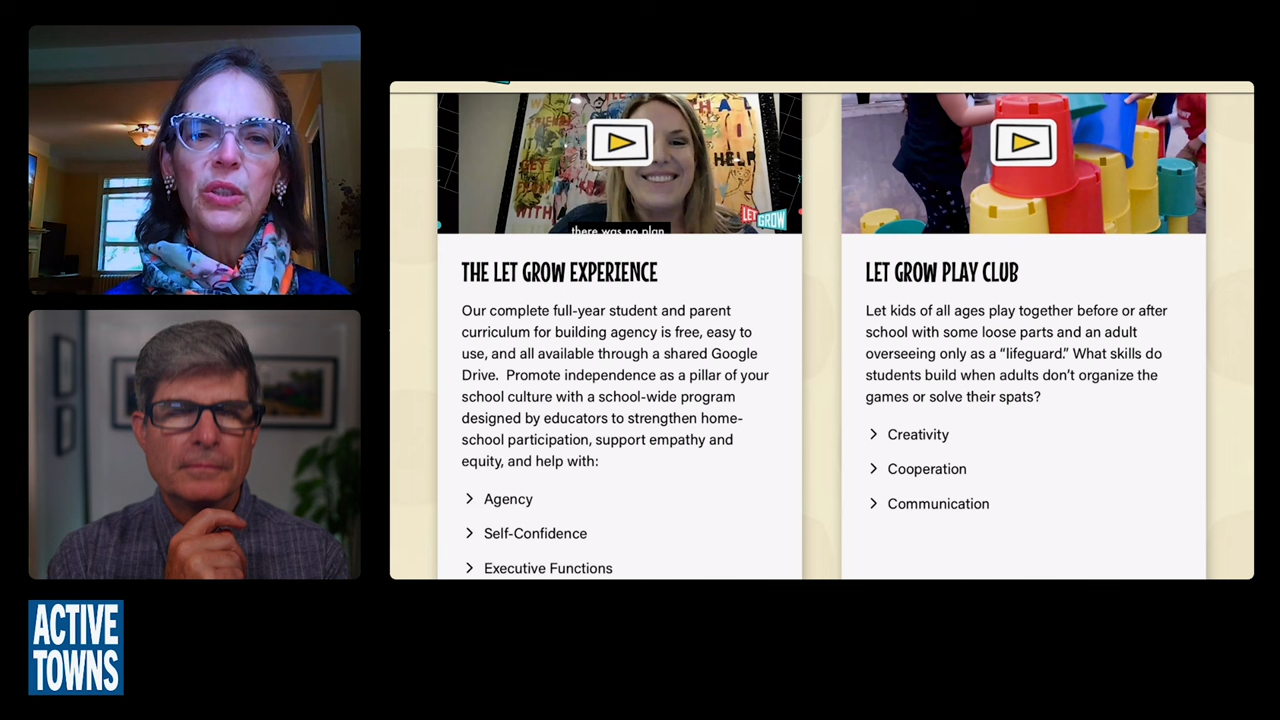 HELP
LET
GROW
there was no plan
THE LET GROW EXPERIENCE
Our complete full-year student and parent
curriculum for building agency is free, easy to
use, and all available through a shared Google
Drive. Promote independence as a pillar of your
school culture with a school-wide program
designed by educators to strengthen home-
school participation, support empathy and
equity, and help with:
Agency
Self-Confidence
Executive Functions
LET GROW PLAY CLUB
Let kids of all ages play together before or after
school with some loose parts and an adult
overseeing only as a “lifeguard.” What skills do
students build when adults don’t organize the
games or solve their spats?
Creativity
Cooperation
Communication
ACTIVE
TOWNS